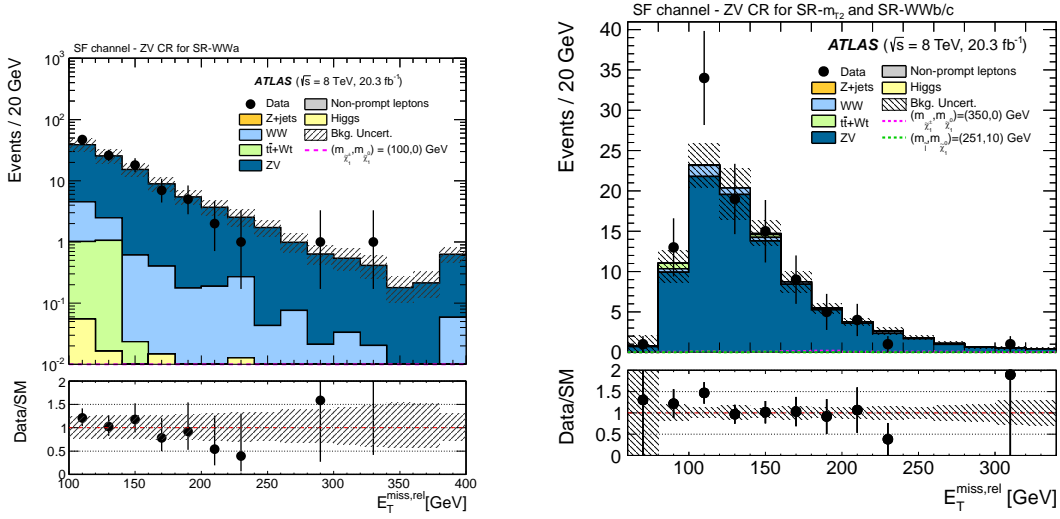 SF channel - ZV CR for SR-WWa
Events / 20 GeV
10³
10²
10
1
10⁻¹
10⁻²
ATLAS (√s = 8 TeV, 20.3 fb⁻¹)
Data
Z+jets
WW
tt̄+Wt
ZV
Non-prompt leptons
Higgs
Bkg. Uncert.
(m_χ̃₁±, m_χ̃₁⁰) = (100,0) GeV
Data/SM
2
1.5
1
0.5
0
100 150 200 250 300 350 400
E_T^miss,rel [GeV]
SF channel - ZV CR for SR-m_T2 and SR-WWb/c
Events / 20 GeV
40
35
30
25
20
15
10
5
0
ATLAS (√s = 8 TeV, 20.3 fb⁻¹)
Data
Z+jets
WW
tt̄+Wt
ZV
Non-prompt leptons
Higgs
Bkg. Uncert.
(m_χ̃₁±, m_χ̃₁⁰)=(350,0) GeV
(m_l̃, m_χ̃₁⁰)=(251,10) GeV
Data/SM
2
1.5
1
0.5
0
100 150 200 250 300
E_T^miss,rel [GeV]